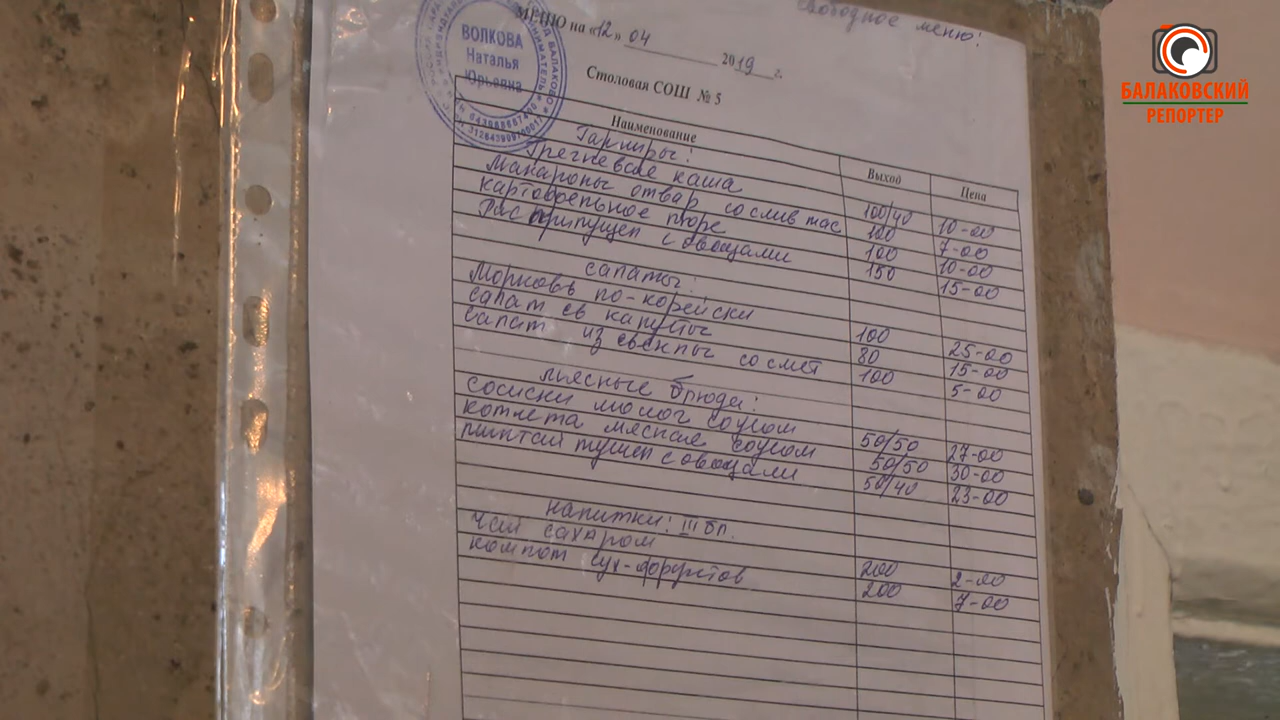 свободное меню!
БАЛАКОВСКИЙ
РЕПОРТЕР
МЕНЮ на «12» 04 2019 г.
ВОЛКОВА
Наталья
Юрьевна
Столовая СОШ № 5
Наименование Выход Цена
Гарниры:
Гречневае каша 100/40 10-00
Макароны отвар со слив мас 100 7-00
картофельное пюре 100 10-00
Рис припущен с овощами 150 15-00
салаты:
Морковь по-корейски 100 25-00
салат св капусты 80 15-00
салат из свеклы со смет 100 5-00
мясные блюда:
сосиски молоч соусом 50/50 27-00
котлета мясная соусом 50/50 30-00
минтай тушен с овощами 50/40 23-00
напитки: III бл.
Чай сахаром 200 2-00
компот сух-фруктов 200 7-00